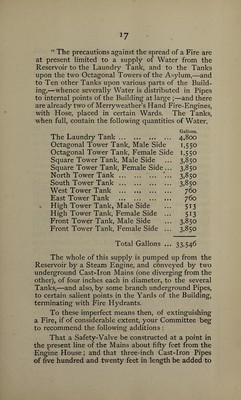 17
“ The precautions against the spread of a Fire are
at present limited to a supply of Water from the
Reservoir to the Laundry Tank, and to the Tanks
upon the two Octagonal Towers of the Asylum,—and
to Ten other Tanks upon various parts of the Build-
ing,—whence severally Water is distributed in Pipes
to internal points of the Building at large ;—and there
are already two of Merryweather’s Hand Fire-Engines,
with Hose, placed in certain Wards. The Tanks,
when full, contain the following quantities of Water.
Gallons.
The Laundry Tank ... ... ... ... 4,800
Octagonal Tower Tank, Male Side 1,550
Octagonal Tower Tank, Female Side 1,550
Square Tower Tank, Male Side ... 3,850
Square Tower Tank, Female Side ... 3,850
North Tower Tank ... ... ... ... 3,850
South Tower Tank ... ... ... ... 3,850
West Tower Tank ... ... ... ... 760
East Tower Tank ... ... ... ... 760
High Tower Tank, Male Side ... 513
High Tower Tank, Female Side ... 513
Front Tower Tank, Male Side ... 3,850
Front Tower Tank, Female Side ... 3,850
Total Gallons ... 33,546
The whole of this supply is pumped up from the
Reservoir by a Steam Engine, and conveyed by two
underground Cast-Iron Mains (one diverging from the
other), of four inches each in diameter, to the several
Tanks,—and also, by some branch underground Pipes,
to certain salient points in the Yards of the Building,
terminating with Fire Hydrants.
To these imperfect means then, of extinguishing
a Fire, if of considerable extent, your Committee beg
to recommend the following additions :
That a Safety-Valve be constructed at a point in
the present line of the Mains about fifty feet from the
Engine House ; and that three-inch Cast-Iron Pipes
of five hundred and twenty feet in length be added to